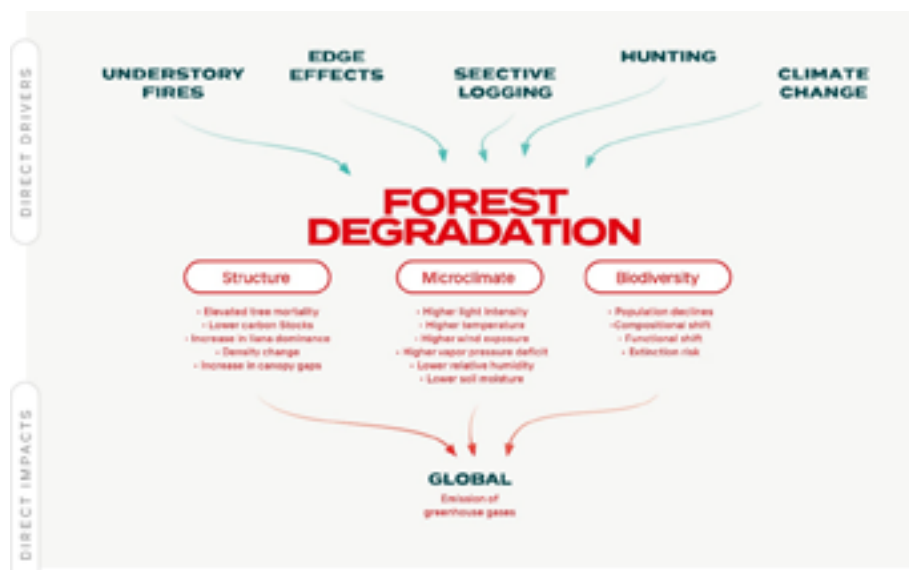 DIRECT DRIVERS
UNDERSTORY
FIRES
EDGE
EFFECTS
SEECTIVE
LOGGING
HUNTING
CLIMATE
CHANGE
FOREST
DEGRADATION
Structure
- Elevated tree mortality
- Lower carbon Stocks
- Increase in liana dominance
- Density change
- Increase in canopy gaps
Microclimate
- Higher light Intensity
- Higher temperature
- Higher wind exposure
- Higher vapor pressure deficit
- Lower relative humidity
- Lower soil moisture
Biodiversity
- Population declines
-Compositional shift
- Functional shift
- Extinction risk
DIRECT IMPACTS
GLOBAL
Emission of
greenhouse gases